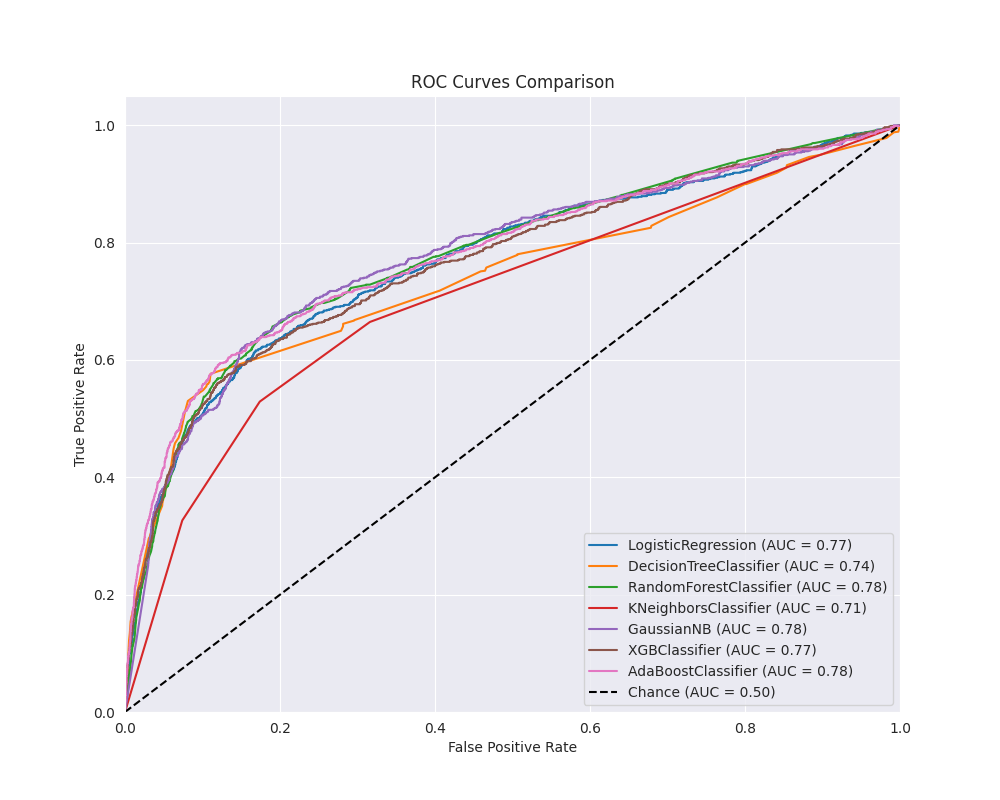 ROC Curves Comparison
True Positive Rate
1.0
0.8
0.6
0.4
0.2
0.0
0.0 0.2 0.4 0.6 0.8 1.0
False Positive Rate
LogisticRegression (AUC = 0.77)
DecisionTreeClassifier (AUC = 0.74)
RandomForestClassifier (AUC = 0.78)
KNeighborsClassifier (AUC = 0.71)
GaussianNB (AUC = 0.78)
XGBClassifier (AUC = 0.77)
AdaBoostClassifier (AUC = 0.78)
Chance (AUC = 0.50)